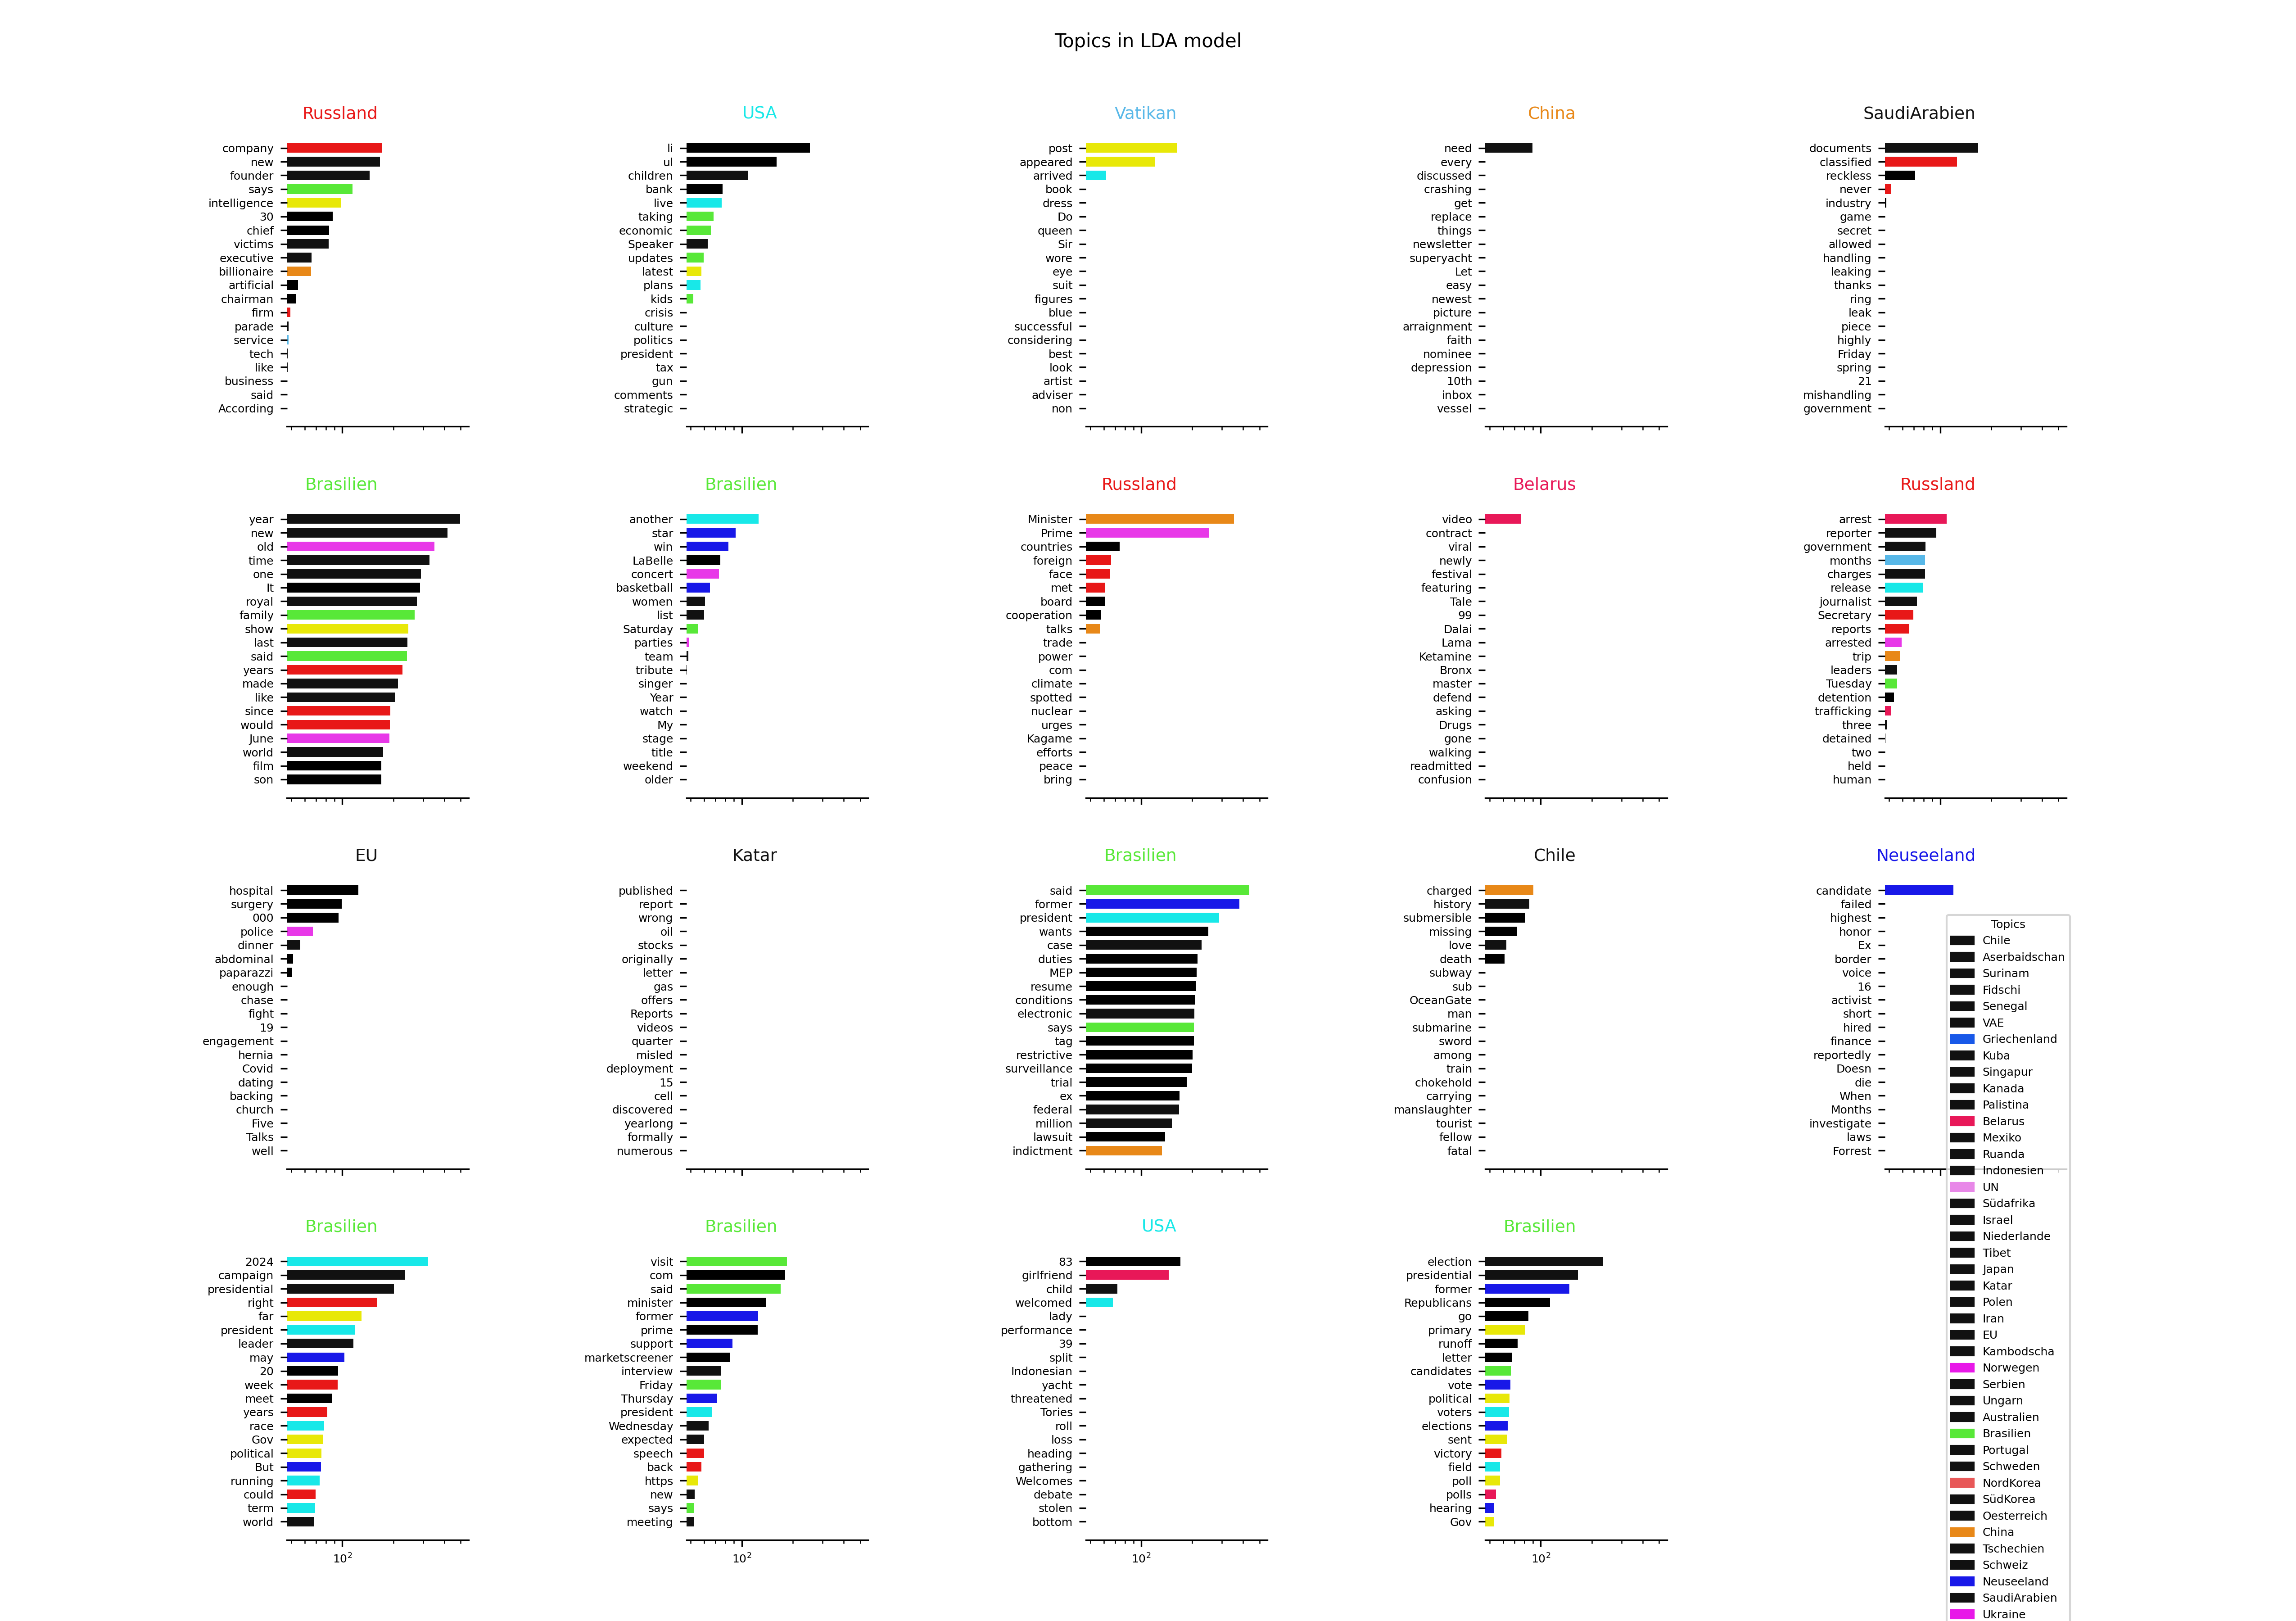 Topics in LDA model
Russland
company
new
founder
says
intelligence
30
chief
victims
executive
billionaire
artificial
chairman
firm
parade
service
tech
like
business
said
According
USA
li
ul
children
bank
live
taking
economic
Speaker
updates
latest
plans
kids
crisis
culture
politics
president
tax
gun
comments
strategic
Vatikan
post
appeared
arrived
book
dress
Do
queen
Sir
wore
eye
suit
figures
blue
successful
considering
best
look
artist
adviser
non
China
need
every
discussed
crashing
get
replace
things
newsletter
superyacht
Let
easy
newest
picture
arraignment
faith
nominee
depression
10th
inbox
vessel
SaudiArabien
documents
classified
reckless
never
industry
game
secret
allowed
handling
leaking
thanks
ring
leak
piece
highly
Friday
spring
21
mishandling
government
Brasilien
year
new
old
time
one
It
royal
family
show
last
said
years
made
like
since
would
June
world
film
son
Brasilien
another
star
win
LaBelle
concert
basketball
women
list
Saturday
parties
team
tribute
singer
Year
watch
My
stage
title
weekend
older
Russland
Minister
Prime
countries
foreign
face
met
board
cooperation
talks
trade
power
com
climate
spotted
nuclear
urges
Kagame
efforts
peace
bring
Belarus
video
contract
viral
newly
festival
featuring
Tale
99
Dalai
Lama
Ketamine
Bronx
master
defend
asking
Drugs
gone
walking
readmitted
confusion
Russland
arrest
reporter
government
months
charges
release
journalist
Secretary
reports
arrested
trip
leaders
Tuesday
detention
trafficking
three
detained
two
held
human
EU
hospital
surgery
000
police
dinner
abdominal
paparazzi
enough
chase
fight
19
engagement
hernia
Covid
dating
backing
church
Five
Talks
well
Katar
published
report
wrong
oil
stocks
originally
letter
gas
offers
Reports
videos
quarter
misled
deployment
15
cell
discovered
yearlong
formally
numerous
Brasilien
said
former
president
wants
case
duties
MEP
resume
conditions
electronic
says
tag
restrictive
surveillance
trial
ex
federal
million
lawsuit
indictment
Chile
charged
history
submersible
missing
love
death
subway
sub
OceanGate
man
submarine
sword
among
train
chokehold
carrying
manslaughter
tourist
fellow
fatal
Neuseeland
candidate
failed
highest
honor
Ex
border
voice
16
activist
short
hired
finance
reportedly
Doesn
die
When
Months
investigate
laws
Forrest
Brasilien
2024
campaign
presidential
right
far
president
leader
may
20
week
meet
years
race
Gov
political
But
running
could
term
world
10²
Brasilien
visit
com
said
minister
former
prime
support
marketscreener
interview
Friday
Thursday
president
Wednesday
expected
speech
back
https
new
says
meeting
10²
USA
83
girlfriend
child
welcomed
lady
performance
39
split
Indonesian
yacht
threatened
Tories
roll
loss
heading
gathering
Welcomes
debate
stolen
bottom
10²
Brasilien
election
presidential
former
Republicans
go
primary
runoff
letter
candidates
vote
political
voters
elections
sent
victory
field
poll
polls
hearing
Gov
10²
Topics
Chile
Aserbaidschan
Surinam
Fidschi
Senegal
VAE
Griechenland
Kuba
Singapur
Kanada
Palistina
Belarus
Mexiko
Ruanda
Indonesien
UN
Südafrika
Israel
Niederlande
Tibet
Japan
Katar
Polen
Iran
EU
Kambodscha
Norwegen
Serbien
Ungarn
Australien
Brasilien
Portugal
Schweden
NordKorea
SüdKorea
Oesterreich
China
Tschechien
Schweiz
Neuseeland
SaudiArabien
Ukraine